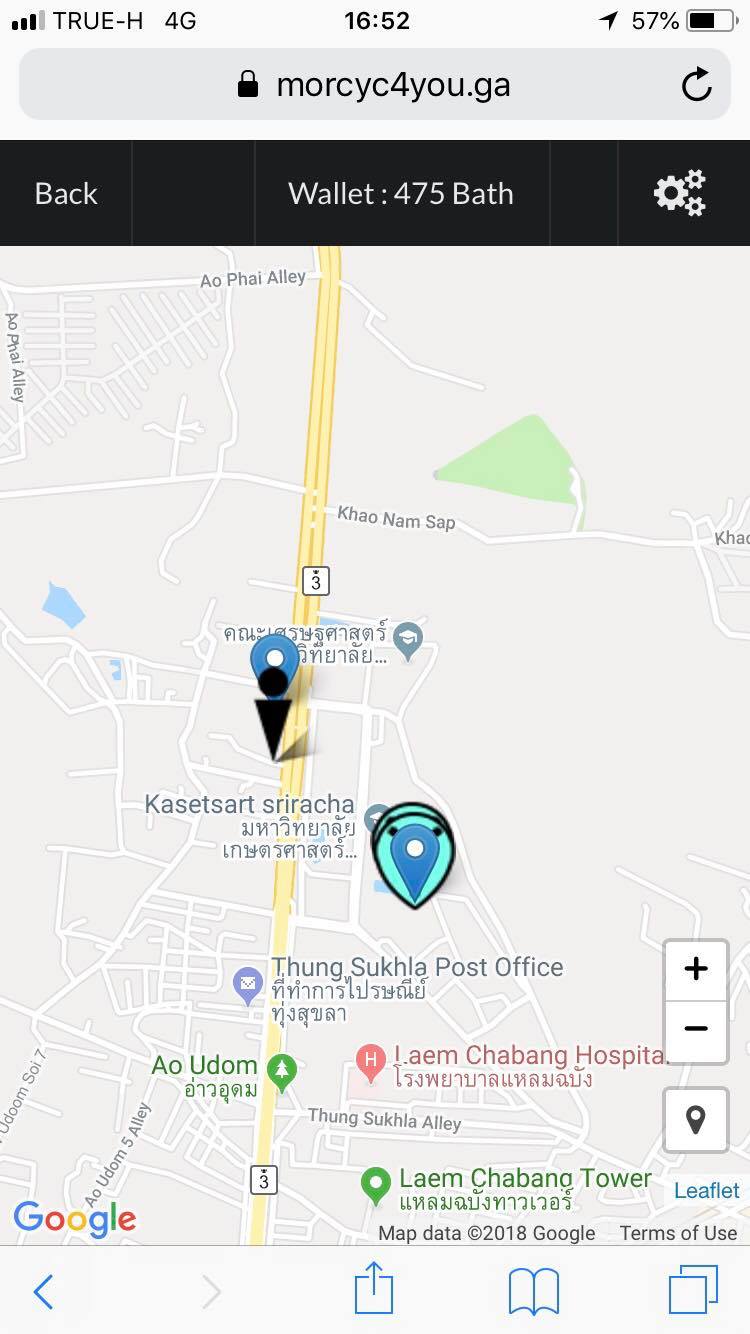 TRUE-H 4G 16:52 57%
morcyc4you.ga
Back Wallet : 475 Bath
Ao Phai Alley
Ao Phai Alley
Khao Nam Sap
Khao
3
คณะเศรษฐศาสตร์
วิทยาลัย...
Kasetsart sriracha
มหาวิทยาลัย
เกษตรศาสตร์...
Thung Sukhla Post Office
ที่ทำการไปรษณีย์
ทุ่งสุขลา
Laem Chabang Hospita
โรงพยาบาลแหลมฉบัง
H
Ao Udom
อ่าวอุดม
Udoom Soi 7
Ao Udom 5 Alley
Thung Sukhla Alley
3
Laem Chabang Tower
แหลมฉบังทาวเวอร์
+
−
Leaflet
Google
Map data ©2018 Google Terms of Use